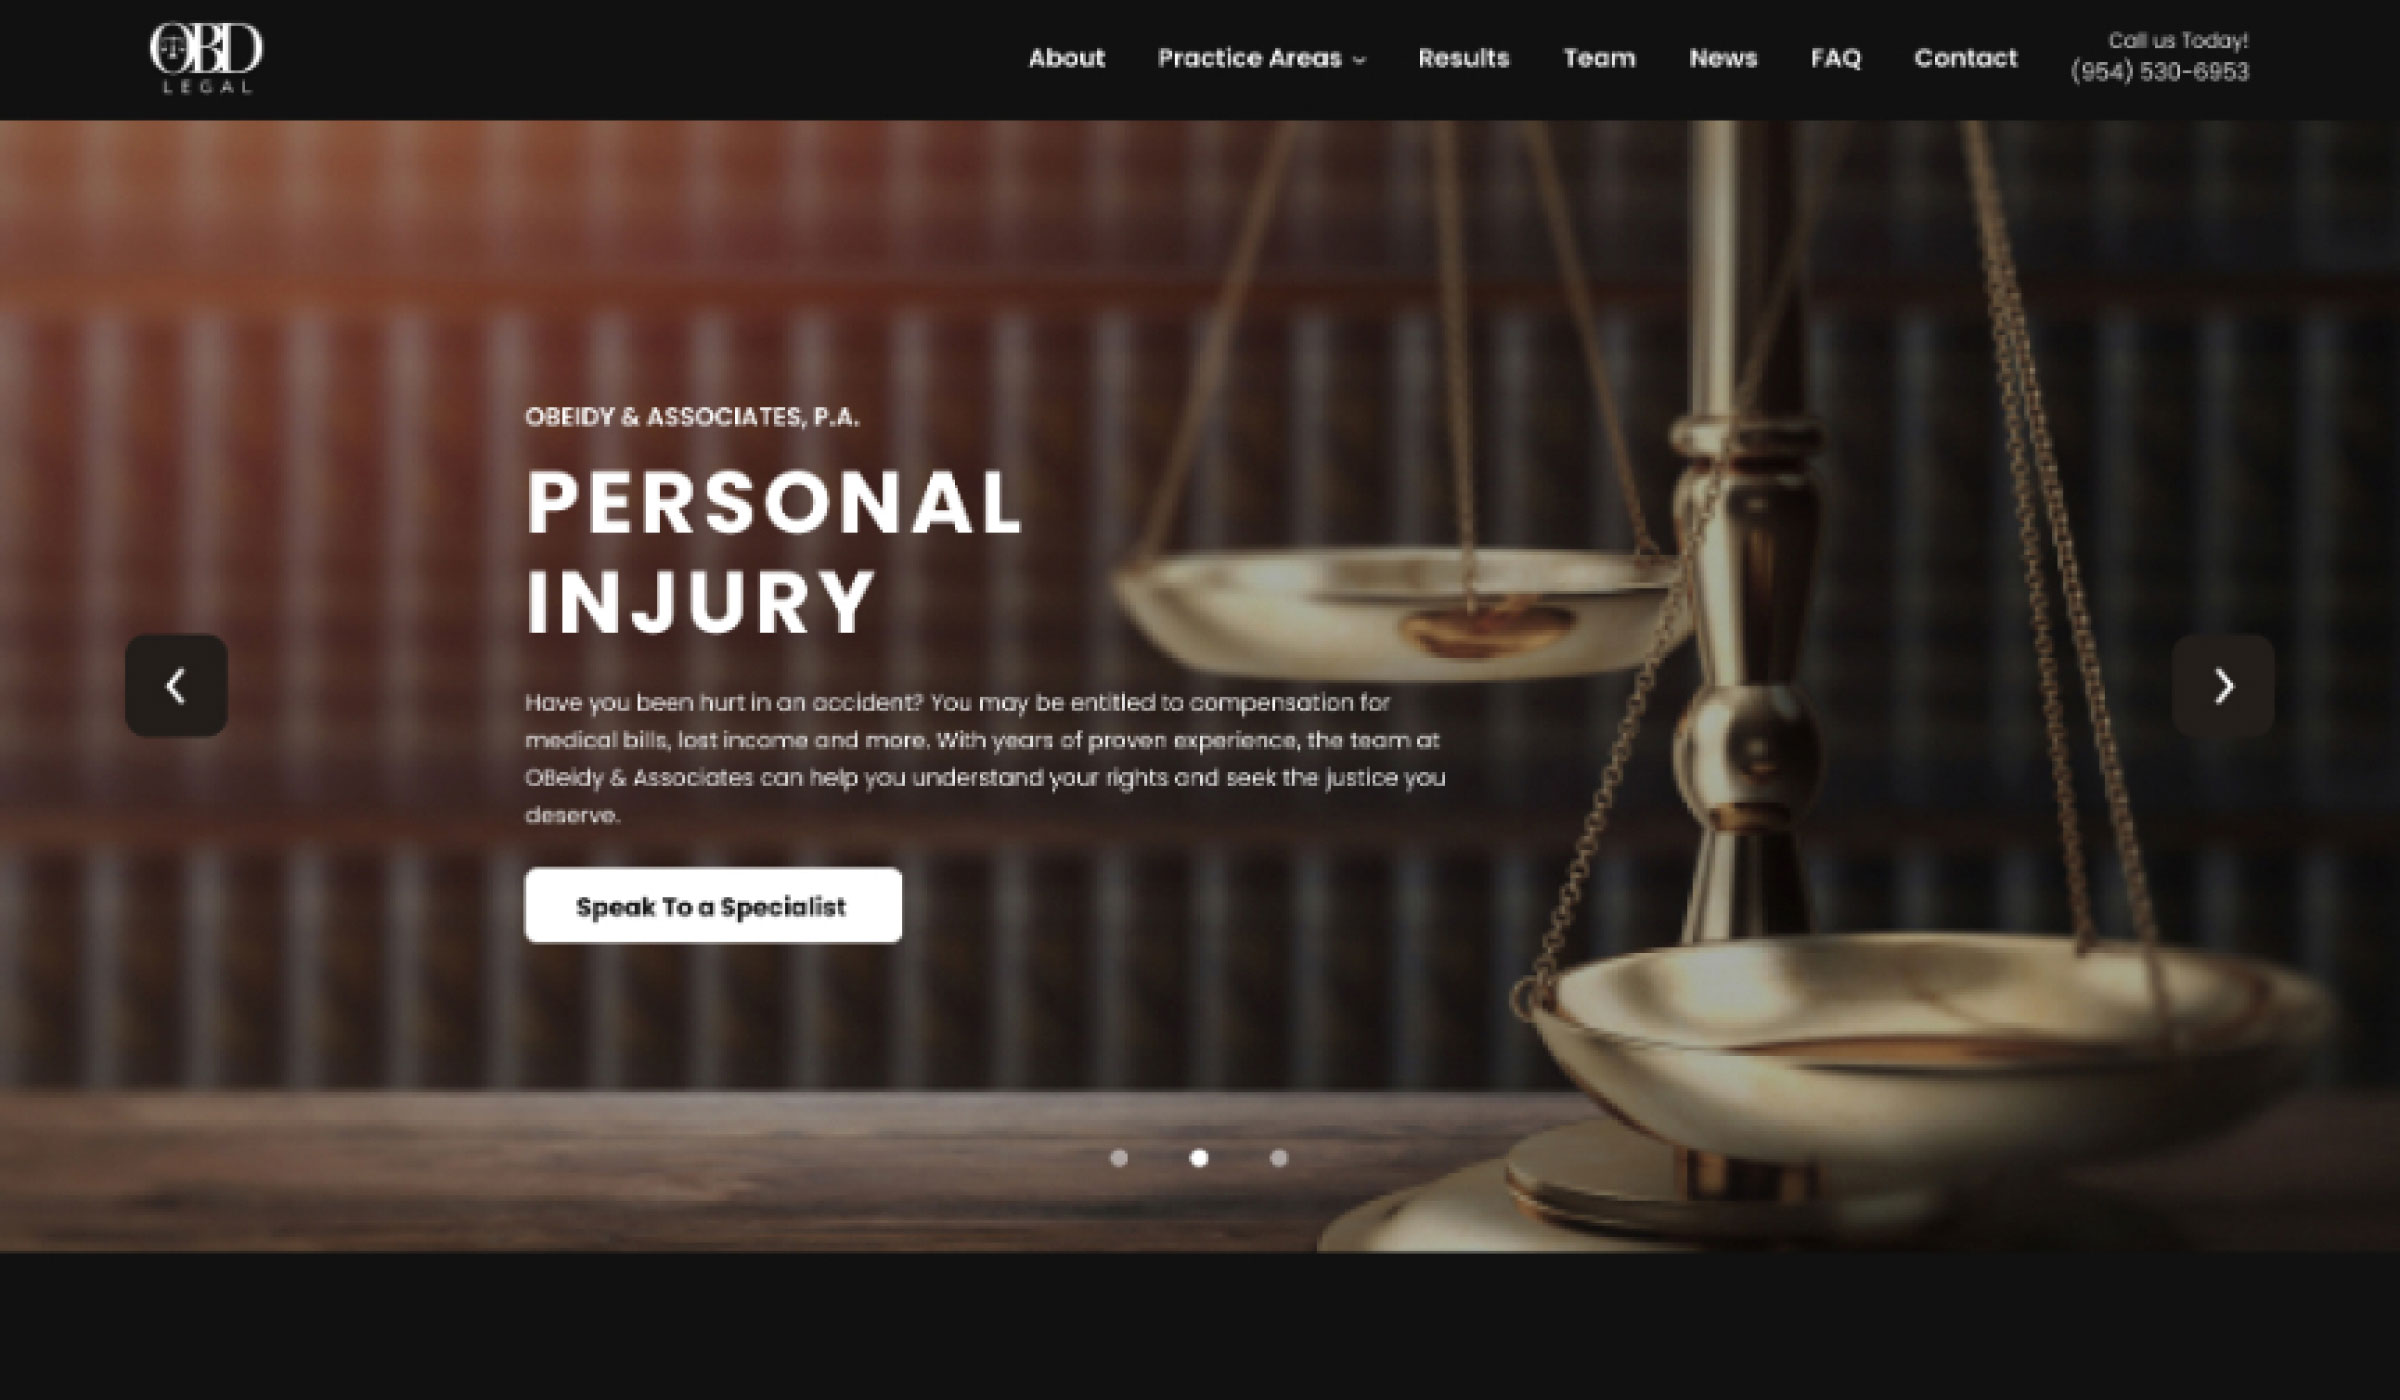 OBD
LEGAL
About
Practice Areas
Results
Team
News
FAQ
Contact
Call us Today!
(954) 530-6953
OBEIDY & ASSOCIATES, P.A.
PERSONAL
INJURY
Have you been hurt in an accident? You may be entitled to compensation for
medical bills, lost income and more. With years of proven experience, the team at
OBeidy & Associates can help you understand your rights and seek the justice you
deserve.
Speak To a Specialist